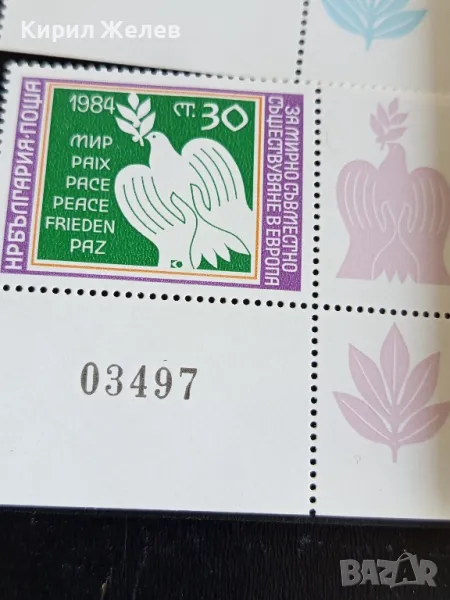 Кирил Желев
1984 СТ. 30
МИР
PAIX
PACE
PEACE
FRIEDEN
PAZ
НРБЪЛГАРИЯ·ПОЩА
ЗА МИРНО СЪВМЕСТНО
СЪЩЕСТВУВАНЕ В ЕВРОПА
03497
BAZAR